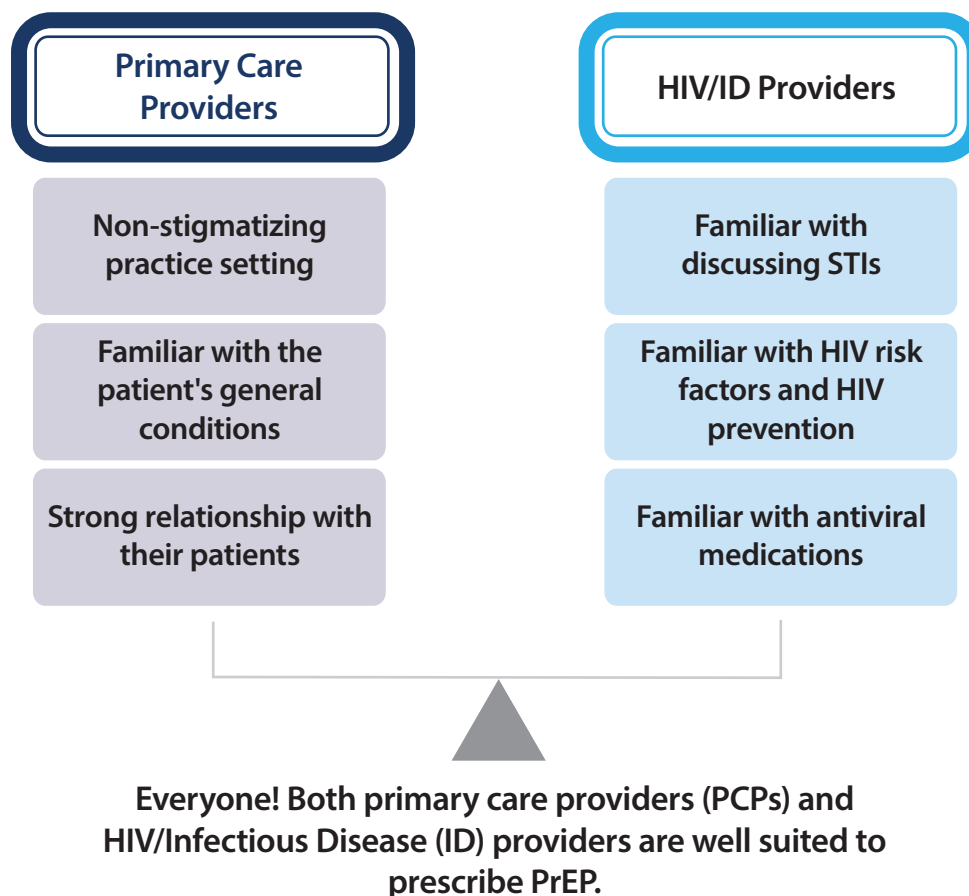 Primary Care
Providers
Non-stigmatizing
practice setting
Familiar with the
patient's general
conditions
Strong relationship with
their patients
HIV/ID Providers
Familiar with
discussing STIs
Familiar with HIV risk
factors and HIV
prevention
Familiar with antiviral
medications
Everyone! Both primary care providers (PCPs) and
HIV/Infectious Disease (ID) providers are well suited to
prescribe PrEP.